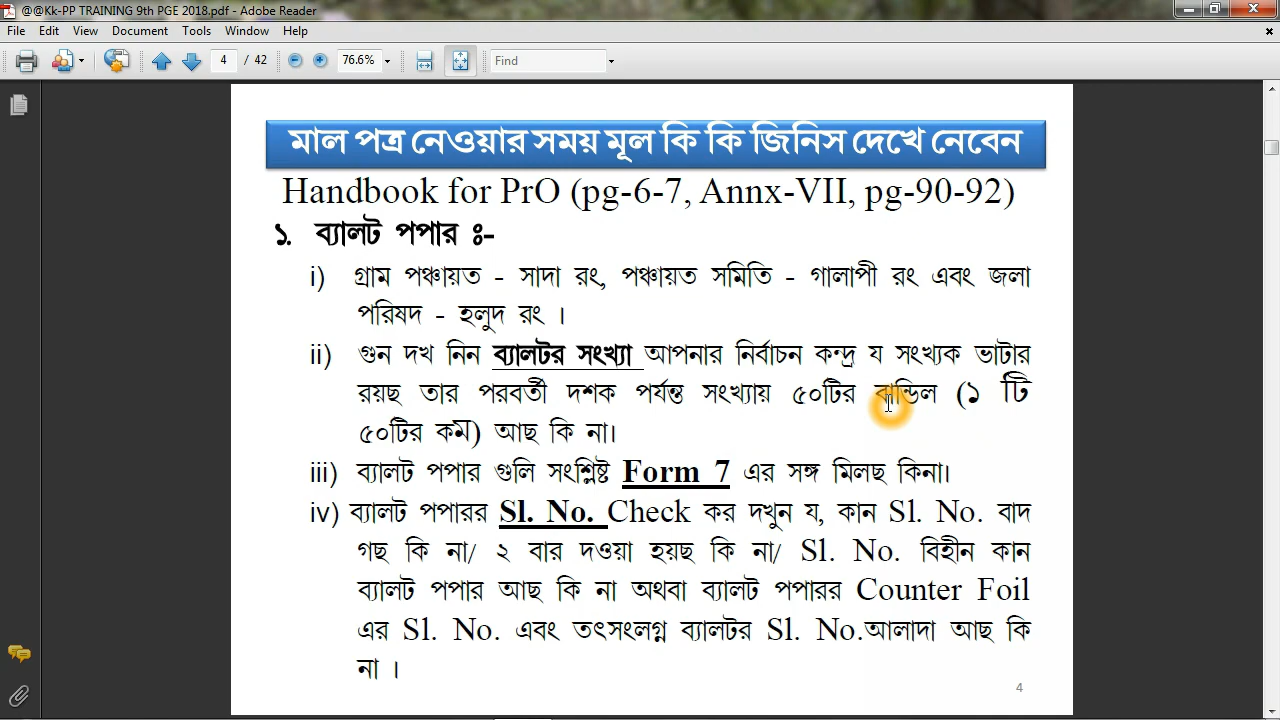 @@Kk-PP TRAINING 9th PGE 2018.pdf - Adobe Reader
File Edit View Document Tools Window Help
4 / 42 76.6% Find
মাল পত্র নেওয়ার সময় মূল কি কি জিনিস দেখে নেবেন
Handbook for PrO (pg-6-7, Annx-VII, pg-90-92)
১. ব্যালট পপার ঃ-
i) গ্রাম পঞ্চায়ত - সাদা রং, পঞ্চায়ত সমিতি - গালাপী রং এবং জলা
পরিষদ - হলুদ রং ।
ii) গুন দখ নিন ব্যালটর সংখ্যা আপনার নির্বাচন কন্দ্র য সংখ্যক ভাটার
রয়ছ তার পরবর্তী দশক পর্যন্ত সংখ্যায় ৫০টির বান্ডিল (১ টি
৫০টির কম) আছ কি না।
iii) ব্যালট পপার গুলি সংশ্লিষ্ট Form 7 এর সঙ্গ মিলছ কিনা।
iv) ব্যালট পপারর Sl. No. Check কর দখুন য, কান Sl. No. বাদ
গছ কি না/ ২ বার দওয়া হয়ছ কি না/ Sl. No. বিহীন কান
ব্যালট পপার আছ কি না অথবা ব্যালট পপারর Counter Foil
এর Sl. No. এবং তৎসংলগ্ন ব্যালটর Sl. No.আলাদা আছ কি
না ।
4